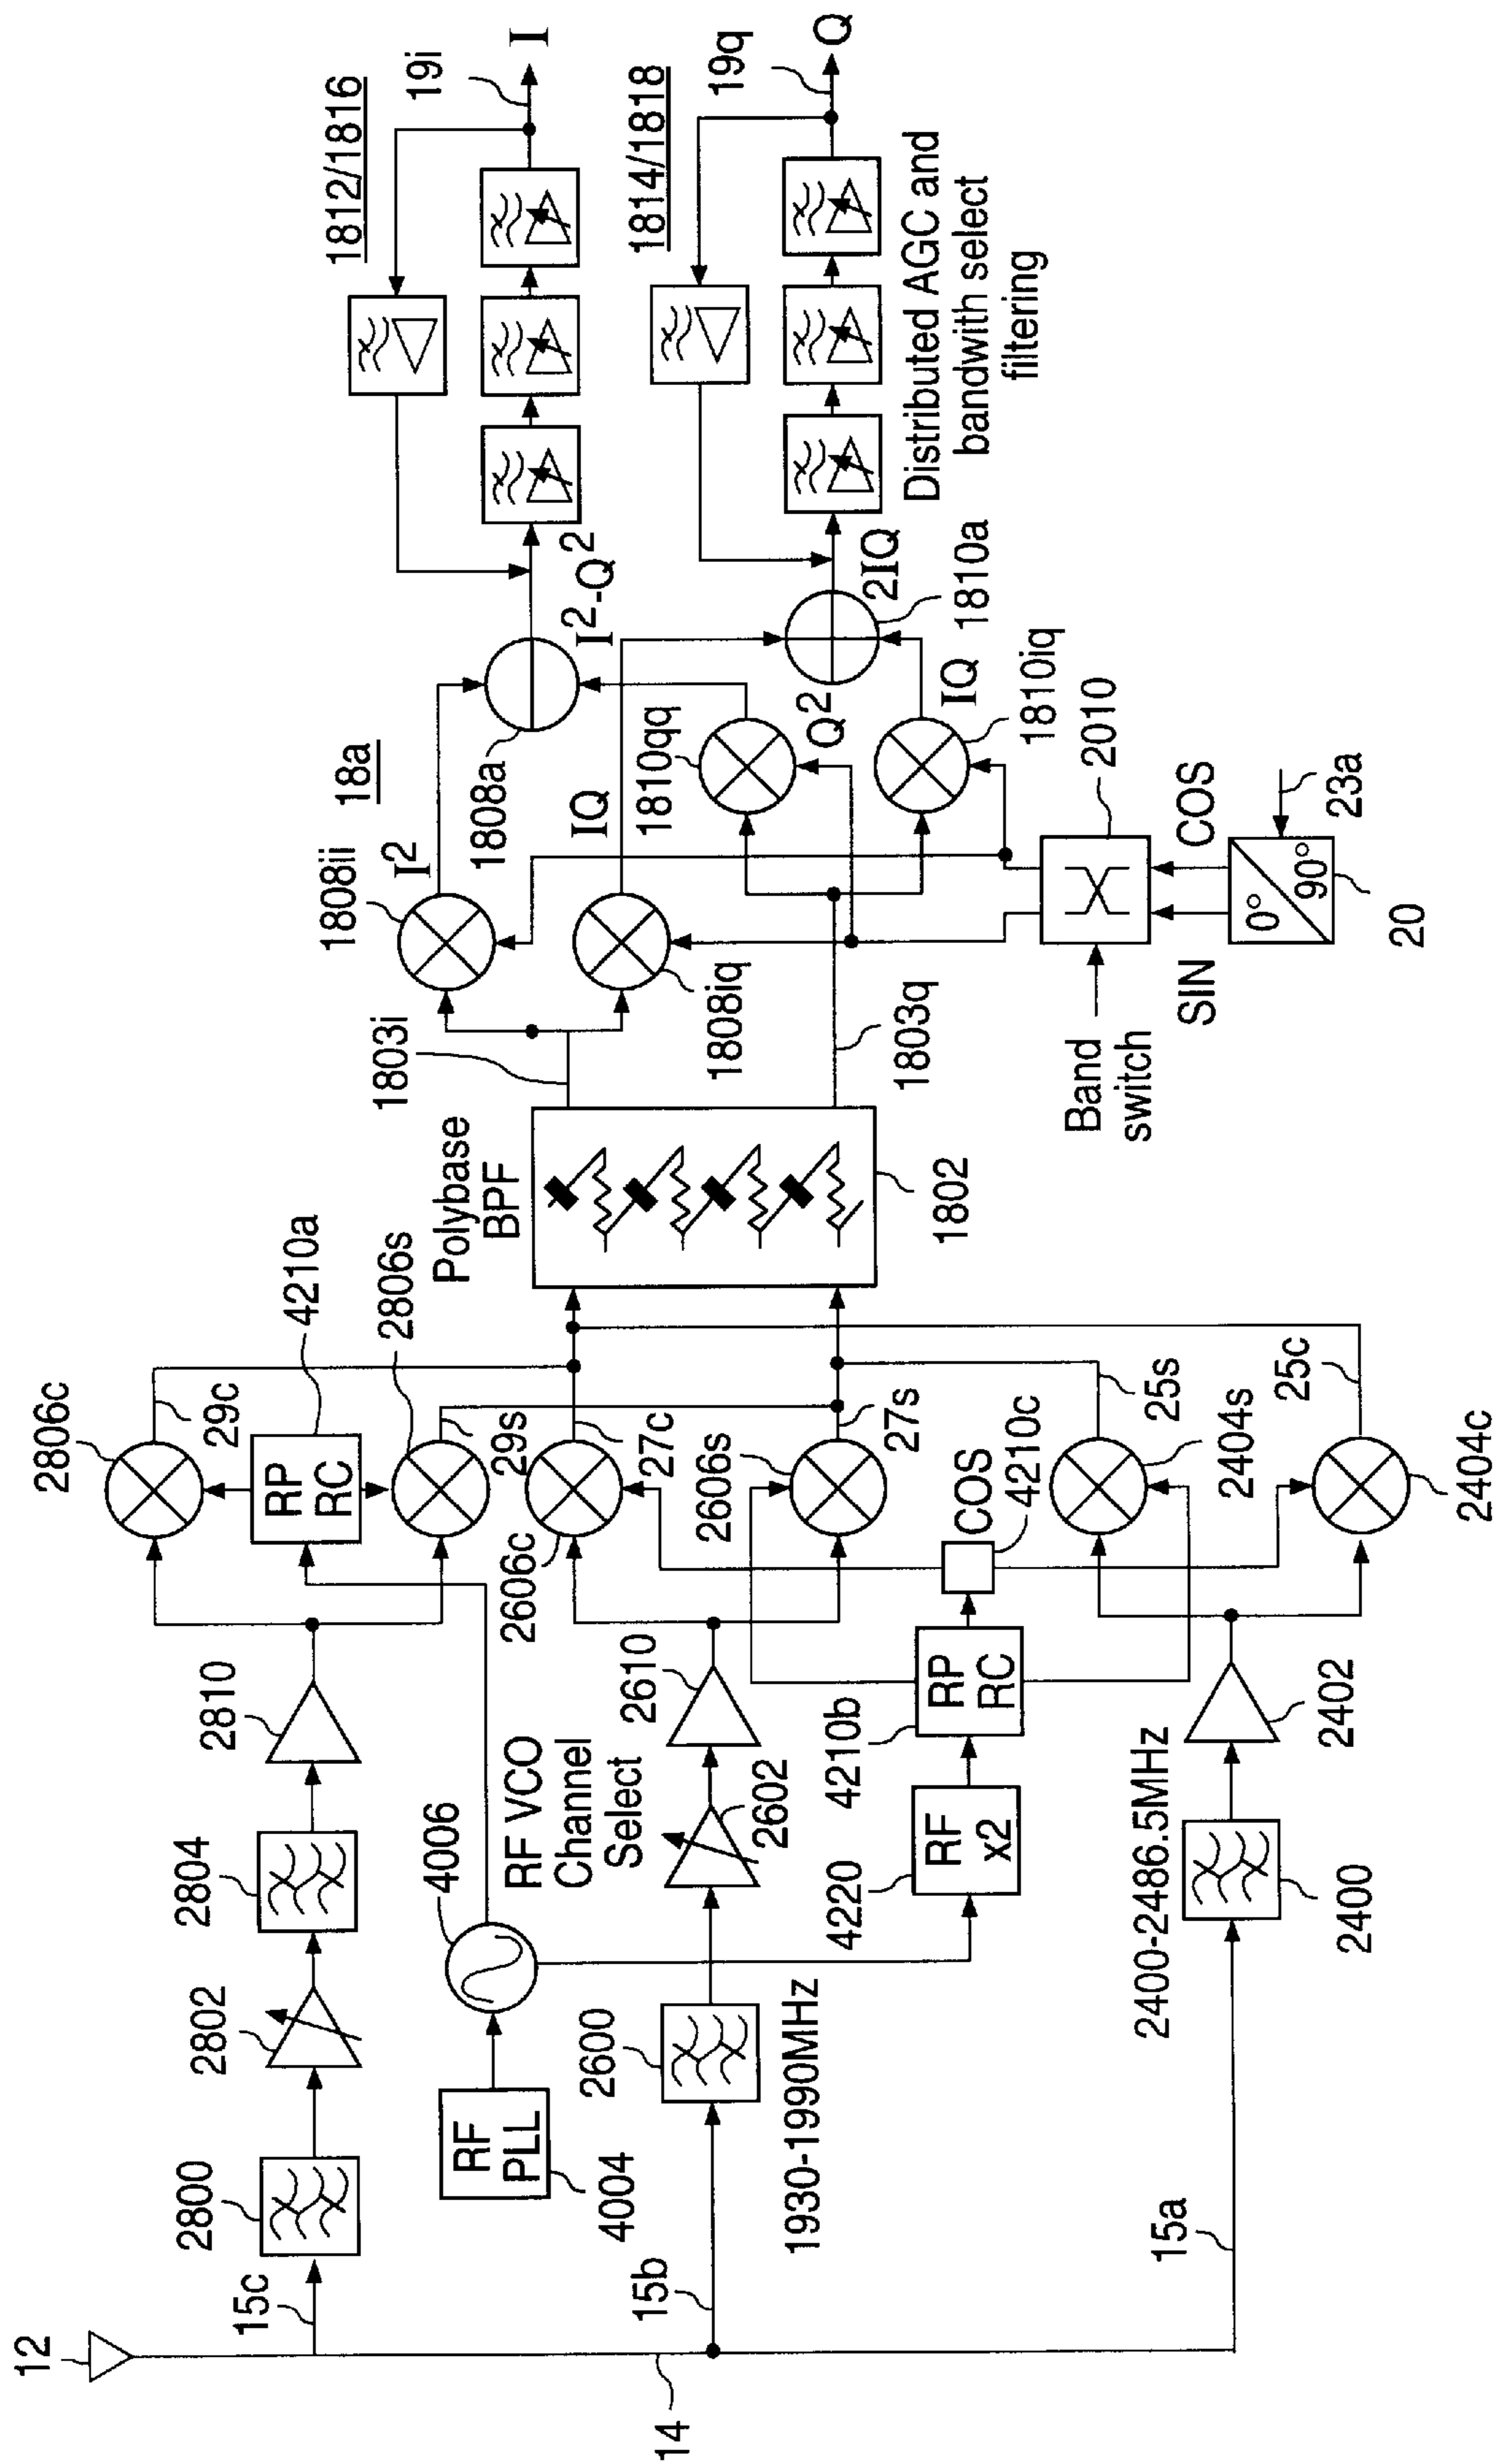 12
14
15c
15b
15a
2800
2802
2804
2810
2806c
29c
4210a
RP
RC
2806s
29s
RF
PLL
4004
4006
RF VCO
Channel
Select
2600
1930-1990MHz
2602
2610
2606c
27c
2606s
27s
4220
RF
x2
4210b
RP
RC
COS
4210c
2400-2486.5MHz
2400
2402
2404s
25s
25c
2404c
Polybase
BPF
1802
1803i
1803q
1808ii
I2
18a
1808iq
IQ
1808a
I2-Q2
1810qq
Q2
IQ
1810iq
2IQ
1810a
Band
switch
2010
SIN
COS
0°
90°
20
23a
1812/1816
19i
I
1814/1818
19q
Q
Distributed AGC and
bandwith select
filtering